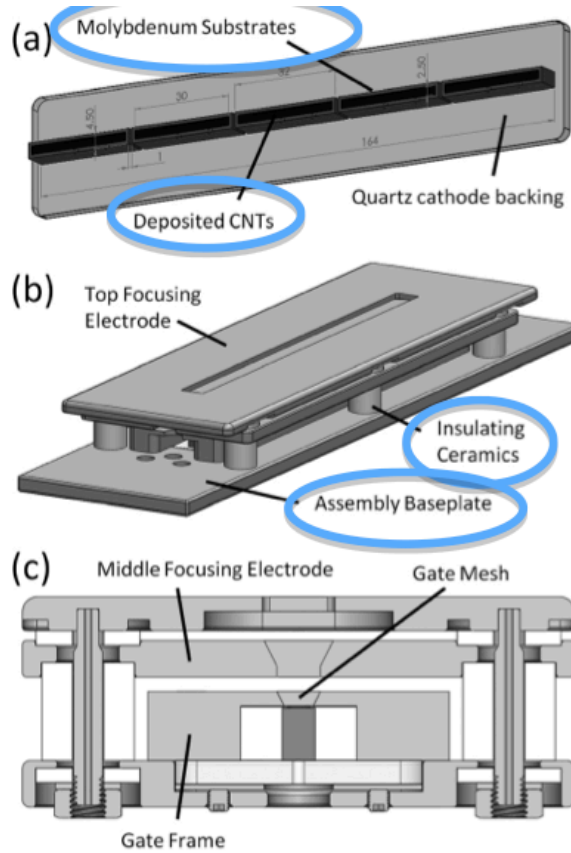 (a)
Molybdenum Substrates
30
32
2.50
4.50
1
164
Deposited CNTs
Quartz cathode backing
(b)
Top Focusing
Electrode
Insulating
Ceramics
Assembly Baseplate
(c)
Middle Focusing Electrode
Gate Mesh
Gate Frame